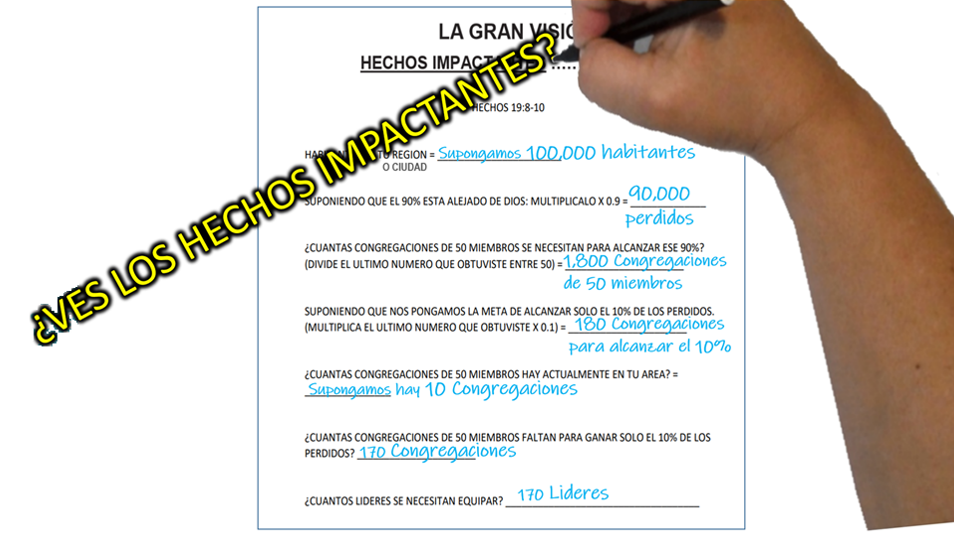 LA GRAN VISIÓ
HECHOS IMPACT
¿VES LOS HECHOS IMPACTANTES?
HECHOS 19:8-10
REGION = Supongamos 100,000 habitantes
O CIUDAD
SUPONIENDO QUE EL 90% ESTA ALEJADO DE DIOS: MULTIPLICALO X 0.9 = 90,000
perdidos
¿CUANTAS CONGREGACIONES DE 50 MIEMBROS SE NECESITAN PARA ALCANZAR ESE 90%?
(DIVIDE EL ULTIMO NUMERO QUE OBTUVISTE ENTRE 50) = 1,800 Congregaciones
de 50 miembros
SUPONIENDO QUE NOS PONGAMOS LA META DE ALCANZAR SOLO EL 10% DE LOS PERDIDOS.
(MULTIPLICA EL ULTIMO NUMERO QUE OBTUVISTE X 0.1) = 180 Congregaciones
para alcanzar el 10%
¿CUANTAS CONGREGACIONES DE 50 MIEMBROS HAY ACTUALMENTE EN TU AREA? =
Supongamos hay 10 Congregaciones
¿CUANTAS CONGREGACIONES DE 50 MIEMBROS FALTAN PARA GANAR SOLO EL 10% DE LOS
PERDIDOS? 170 Congregaciones
¿CUANTOS LIDERES SE NECESITAN EQUIPAR? 170 Lideres